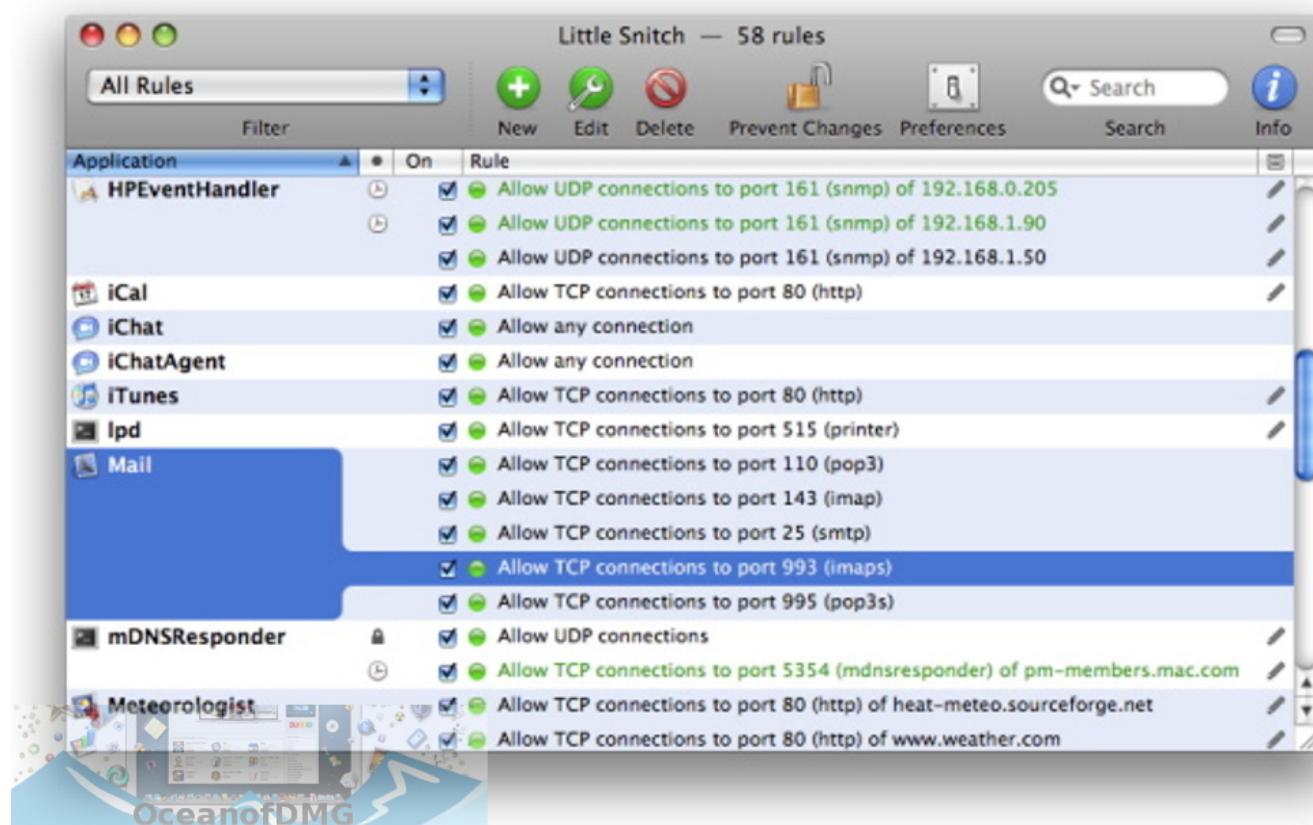 Little Snitch — 58 rules
All Rules
Search
Filter New Edit Delete Prevent Changes Preferences Search Info
Application On Rule
HPEventHandler Allow UDP connections to port 161 (snmp) of 192.168.0.205
Allow UDP connections to port 161 (snmp) of 192.168.1.90
Allow UDP connections to port 161 (snmp) of 192.168.1.50
iCal Allow TCP connections to port 80 (http)
iChat Allow any connection
iChatAgent Allow any connection
iTunes Allow TCP connections to port 80 (http)
lpd Allow TCP connections to port 515 (printer)
Mail Allow TCP connections to port 110 (pop3)
Allow TCP connections to port 143 (imap)
Allow TCP connections to port 25 (smtp)
Allow TCP connections to port 993 (imaps)
Allow TCP connections to port 995 (pop3s)
mDNSResponder Allow UDP connections
Allow TCP connections to port 5354 (mdnsresponder) of pm-members.mac.com
Meteorologist Allow TCP connections to port 80 (http) of heat-meteo.sourceforge.net
Allow TCP connections to port 80 (http) of www.weather.com
OceanofDMG